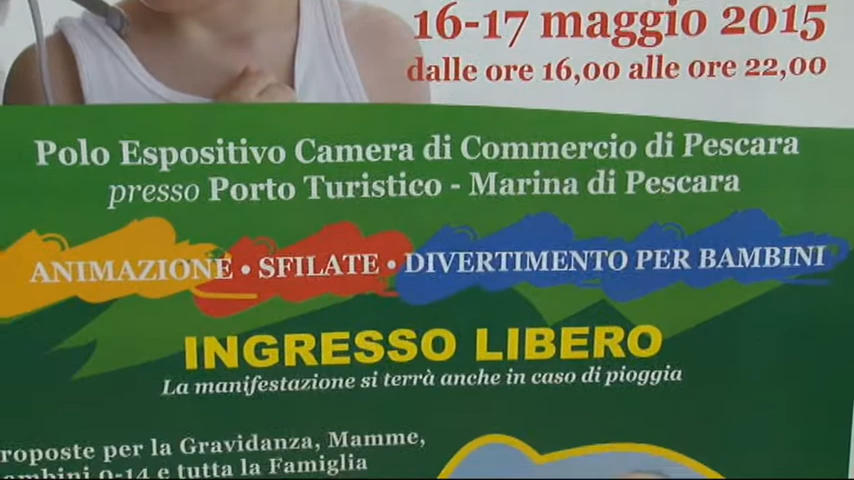 16-17 maggio 2015
dalle ore 16,00 alle ore 22,00
Polo Espositivo Camera di Commercio di Pescara
presso Porto Turistico - Marina di Pescara
ANIMAZIONE • SFILATE • DIVERTIMENTO PER BAMBINI
INGRESSO LIBERO
La manifestazione si terrà anche in caso di pioggia
roposte per la Gravidanza, Mamme,
ambini 0-14 e tutta la Famiglia